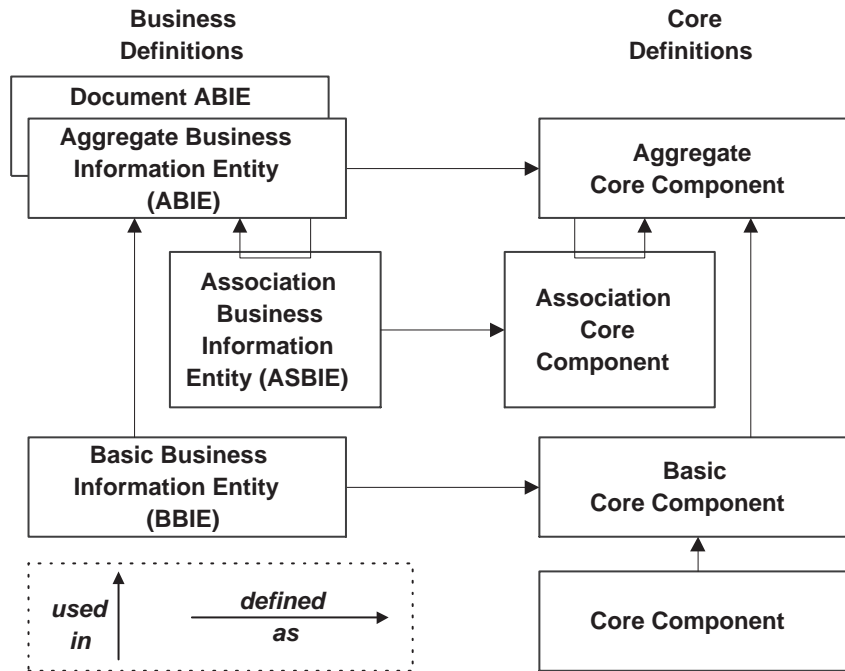 Business
Definitions
Core
Definitions
Document ABIE
Aggregate Business
Information Entity
(ABIE)
Aggregate
Core Component
Association
Business
Information
Entity (ASBIE)
Association
Core
Component
Basic Business
Information Entity
(BBIE)
Basic
Core Component
used
in
defined
as
Core Component